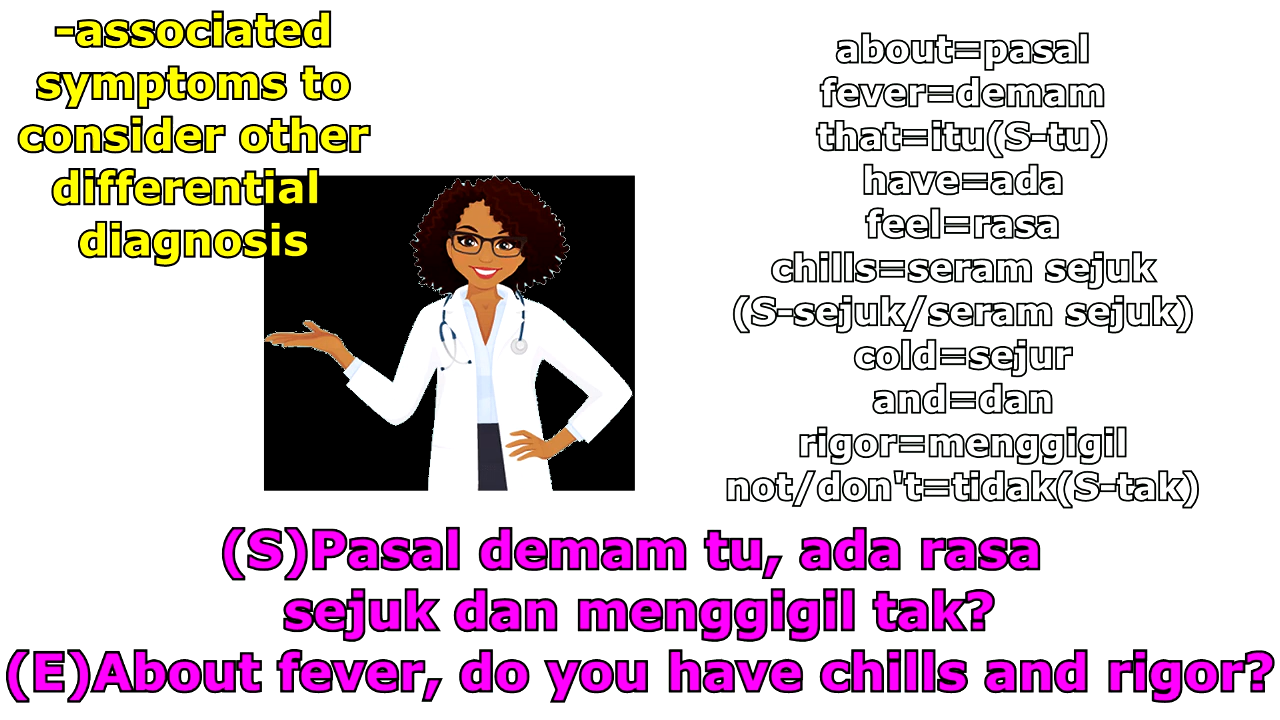 -associated
symptoms to
consider other
differential
diagnosis
about=pasal
fever=demam
that=itu(S-tu)
have=ada
feel=rasa
chills=seram sejuk
(S-sejuk/seram sejuk)
cold=sejur
and=dan
rigor=menggigil
not/don't=tidak(S-tak)
(S)Pasal demam tu, ada rasa
sejuk dan menggigil tak?
(E)About fever, do you have chills and rigor?